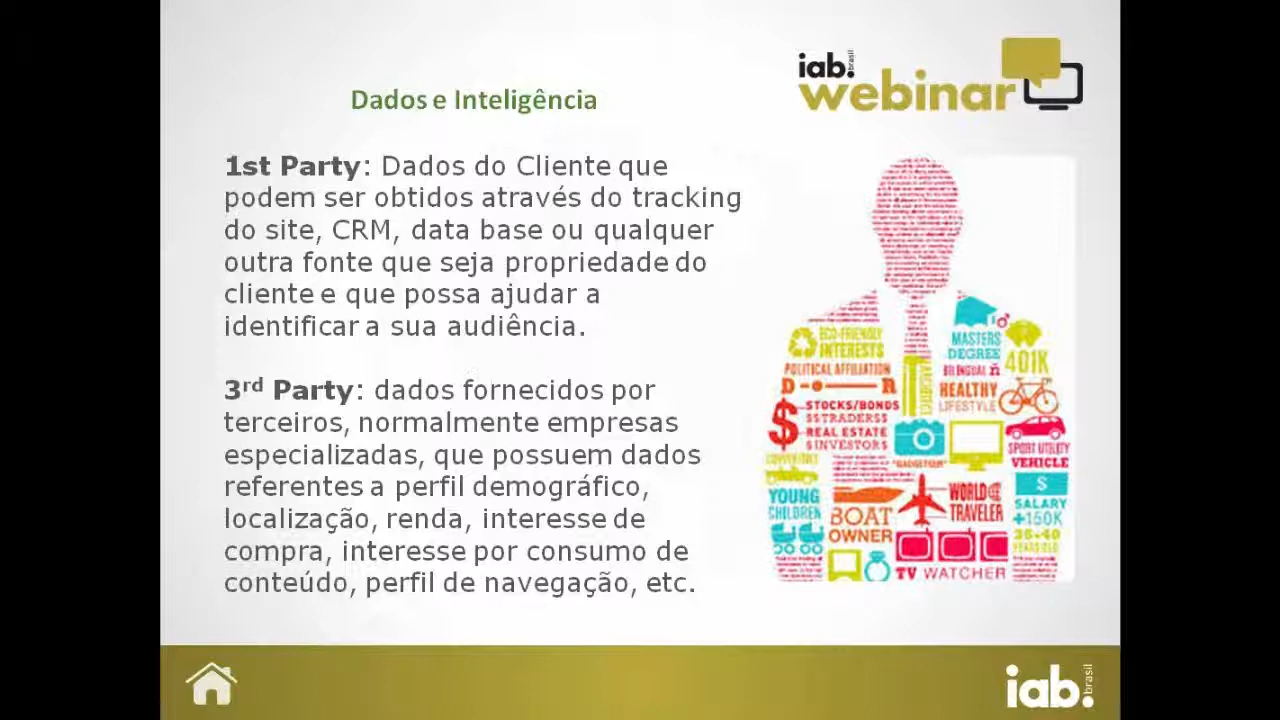 iab.brasil
webinar
Dados e Inteligência
1st Party: Dados do Cliente que
podem ser obtidos através do tracking
do site, CRM, data base ou qualquer
outra fonte que seja propriedade do
cliente e que possa ajudar a
identificar a sua audiência.
3rd Party: dados fornecidos por
terceiros, normalmente empresas
especializadas, que possuem dados
referentes a perfil demográfico,
localização, renda, interesse de
compra, interesse por consumo de
conteúdo, perfil de navegação, etc.
ECO-FRIENDLY
INTERESTS
POLITICAL AFFILIATION
D R
STOCKS/BONDS
$$TRADERS$
REAL ESTATE
$INVESTORS
MASTERS
DEGREE
401K
BILINGUAL ñ
HEALTHY
LIFESTYLE
SPORT UTILITY
VEHICLE
YOUNG
CHILDREN
BOAT
OWNER
WORLD
TRAVELER
$
SALARY
+150K
TV WATCHER
iab.brasil